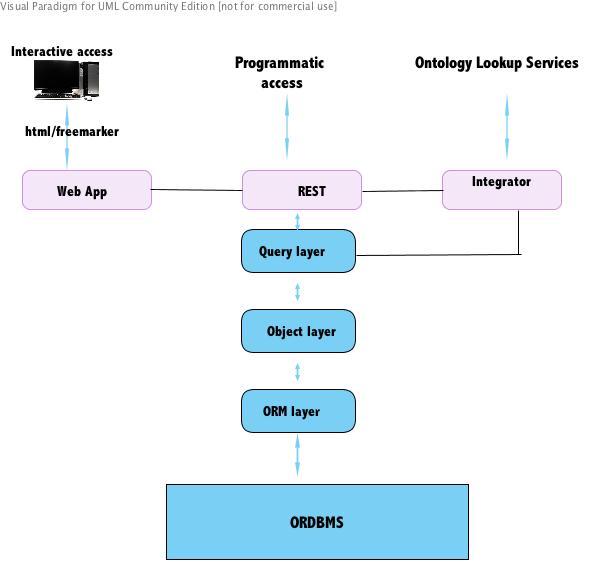 Visual Paradigm for UML Community Edition [not for commercial use]
Interactive access
Programmatic
access
Ontology Lookup Services
html/freemarker
Web App
REST
Integrator
Query layer
Object layer
ORM layer
ORDBMS